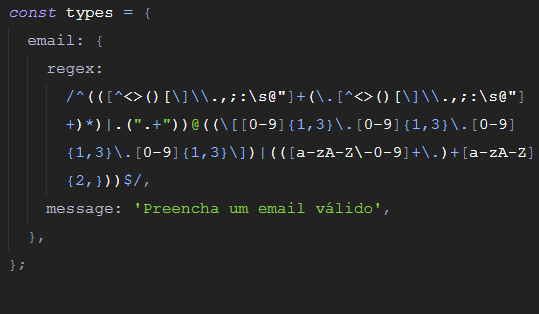 const types = {
email: {
regex:
/^(([^<>()[\]\\.,;:\s@"]+(\.[^<>()[\]\\.,;:\s@"]
+)*)|.(".+"))@((\[[0-9]{1,3}\.[0-9]{1,3}\.[0-9]
{1,3}\.[0-9]{1,3}\])|(([a-zA-Z\-0-9]+\.)+[a-zA-Z]
{2,}))$/,
message: 'Preencha um email válido',
},
};